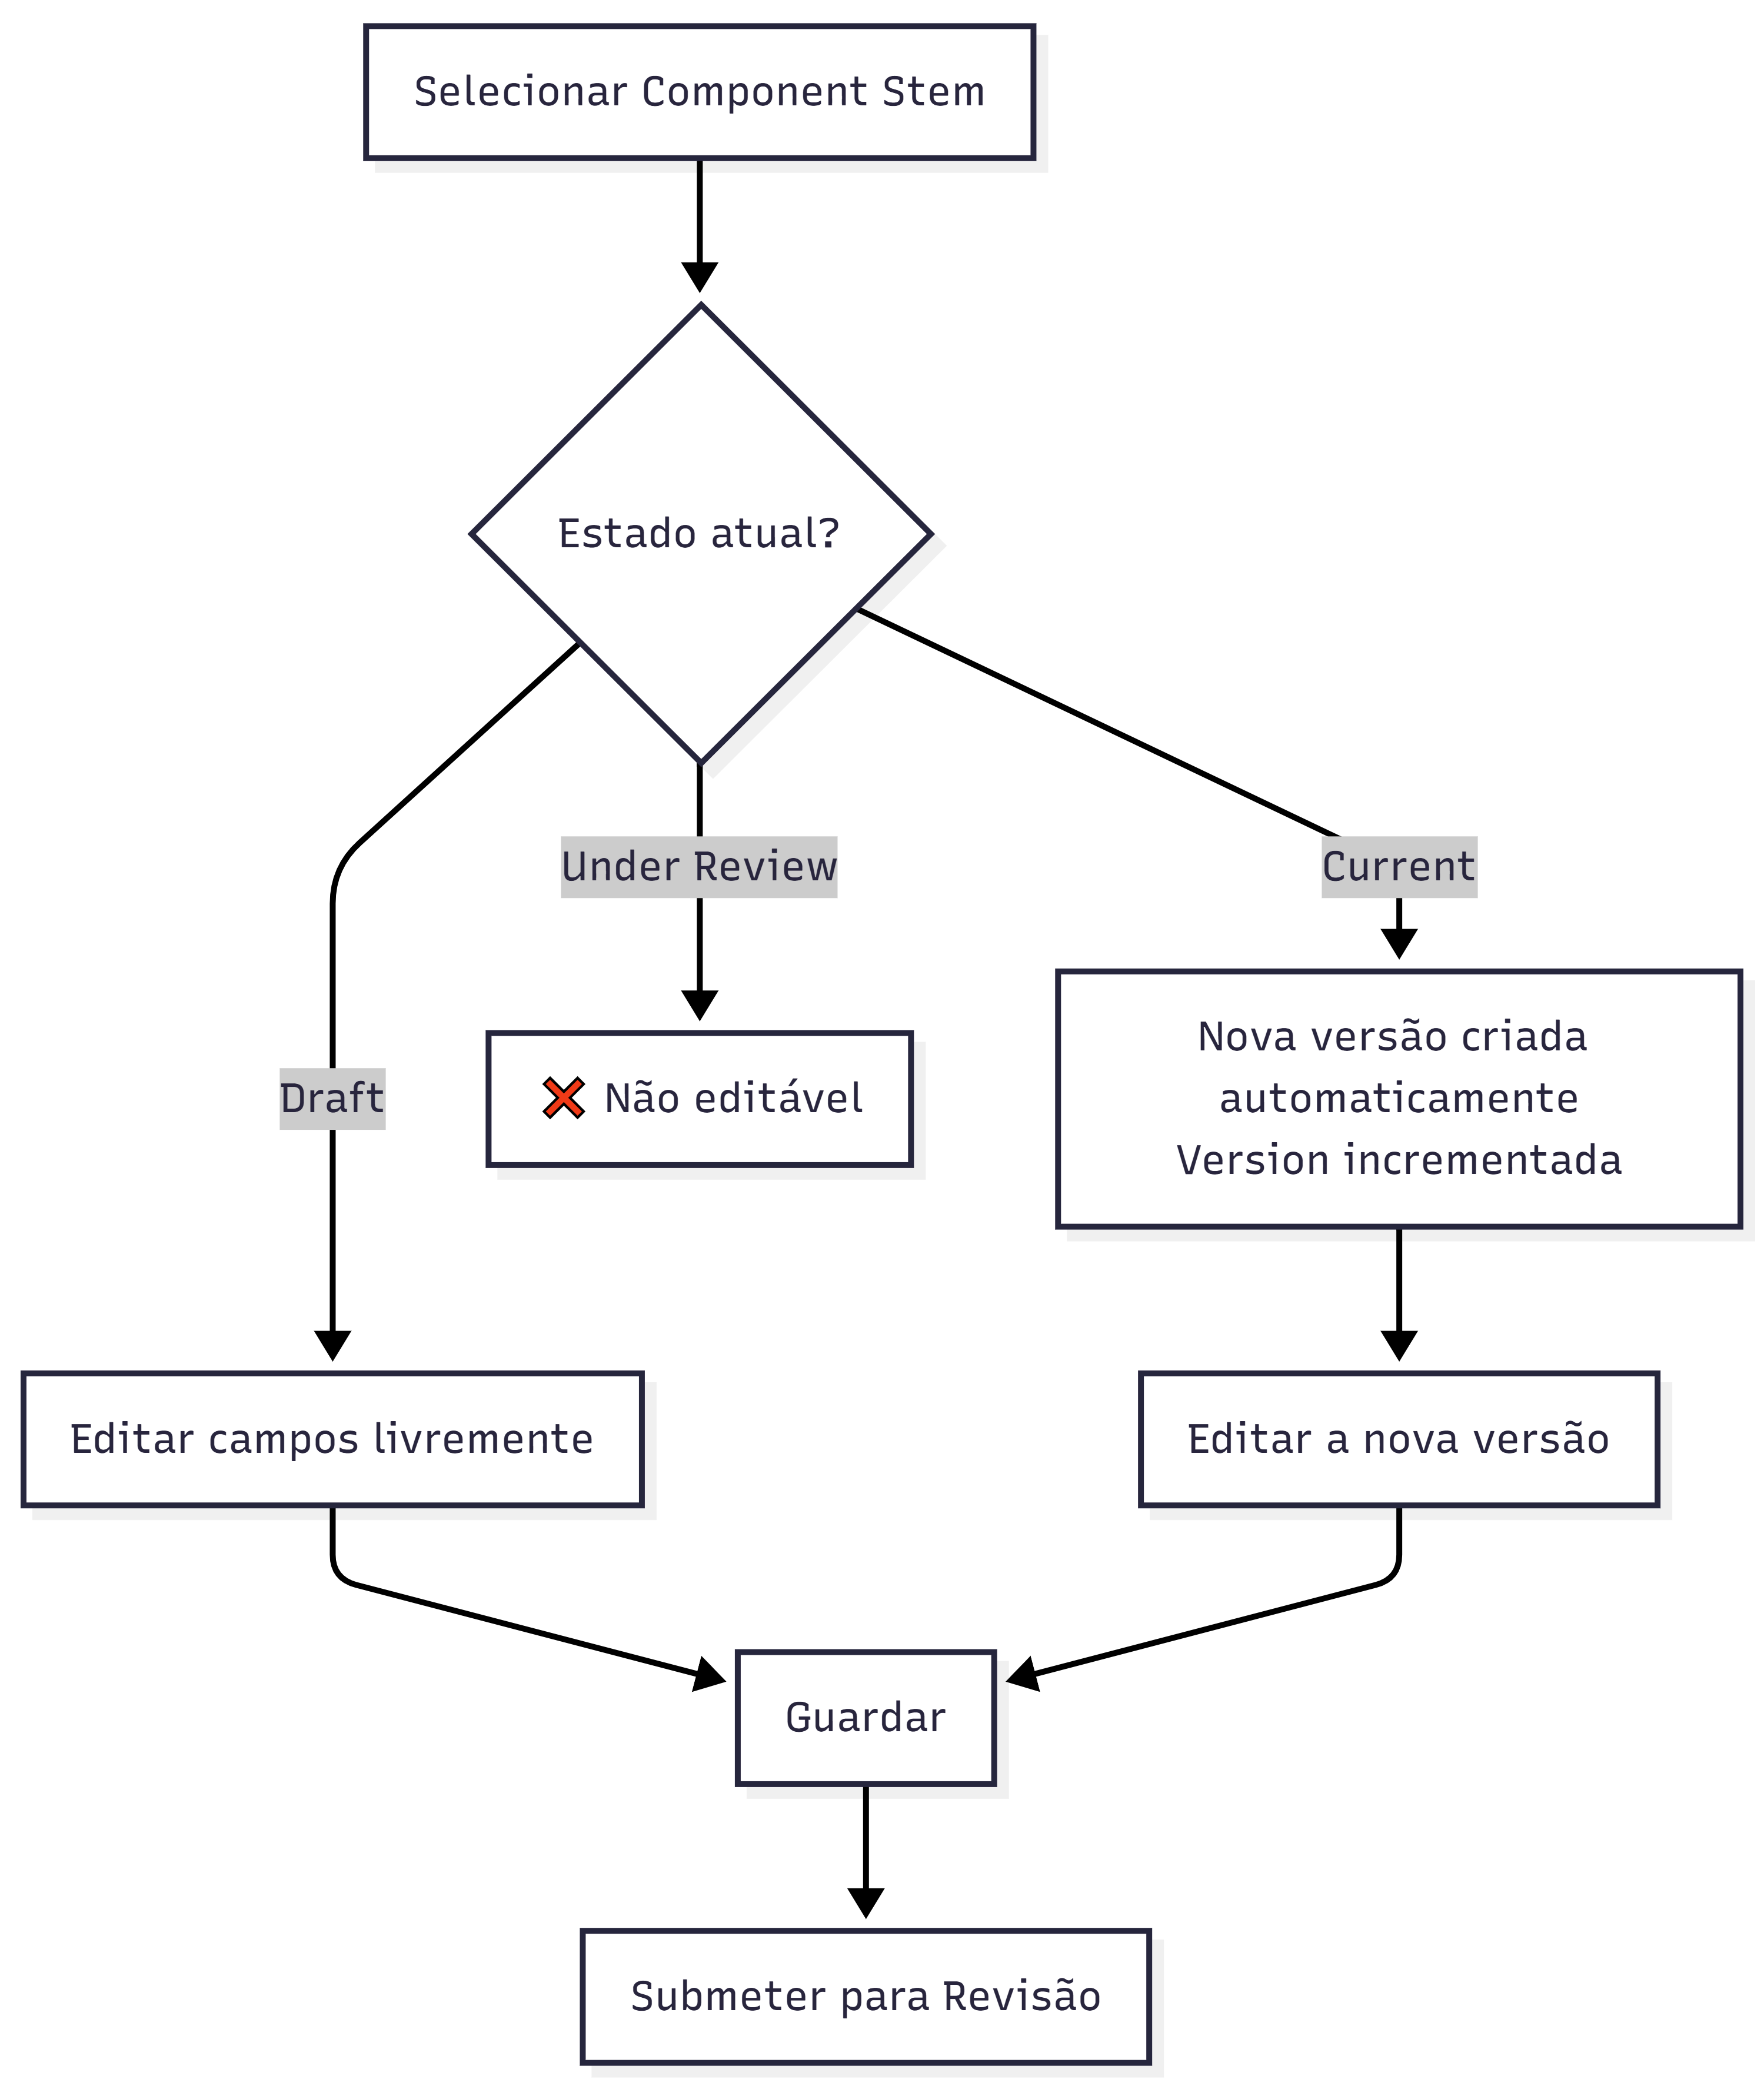 Selecionar Component Stem
Estado atual?
Under Review
Current
Draft
Não editável
Nova versão criada
automaticamente
Version incrementada
Editar campos livremente
Editar a nova versão
Guardar
Submeter para Revisão